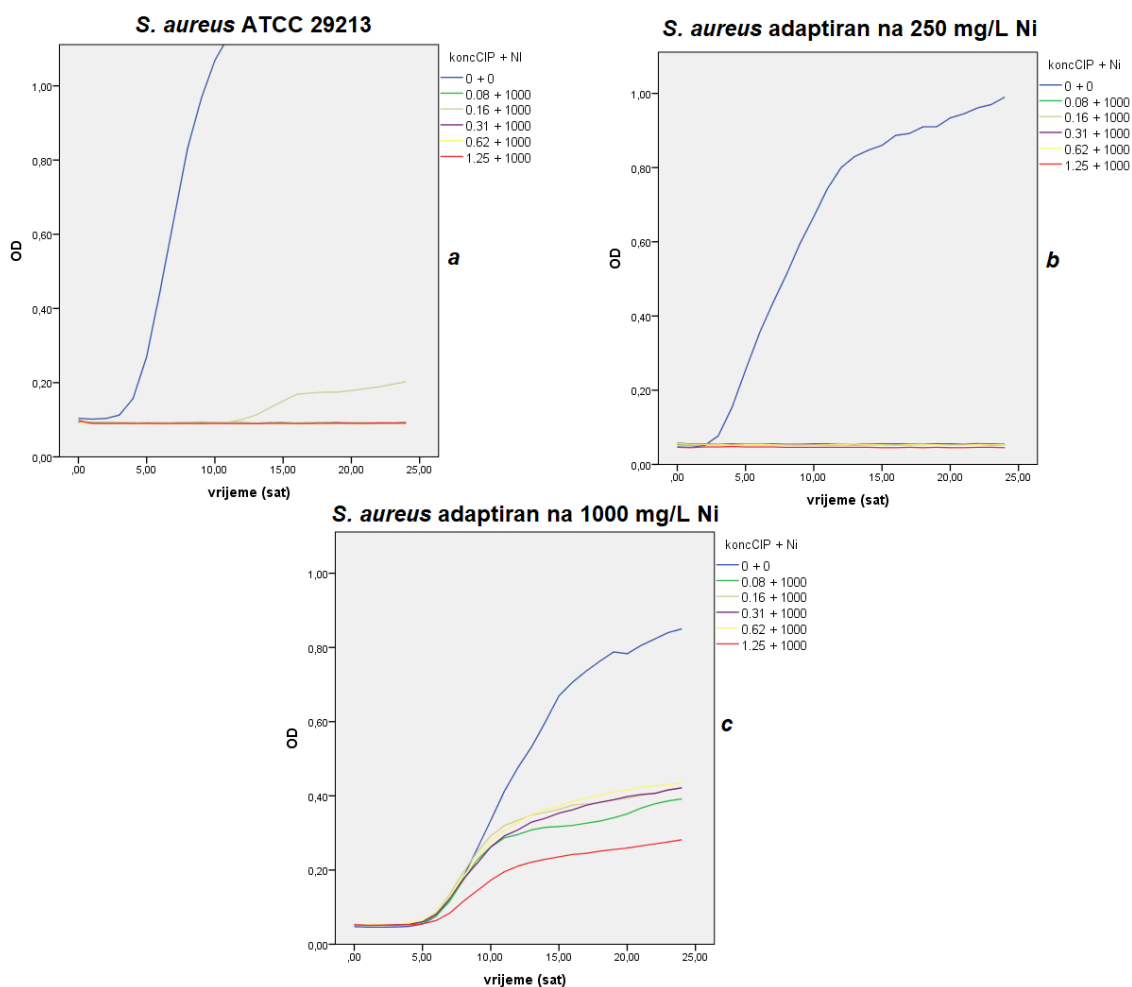 S. aureus ATCC 29213
koncCIP + NI
0 + 0
0.08 + 1000
0.16 + 1000
0.31 + 1000
0.62 + 1000
1.25 + 1000
1,00
0,80
0,60
0,40
0,20
0,00
OD
,00 5,00 10,00 15,00 20,00 25,00
vrijeme (sat)
a
S. aureus adaptiran na 250 mg/L Ni
koncCIP + Ni
0 + 0
0.08 + 1000
0.16 + 1000
0.31 + 1000
0.62 + 1000
1.25 + 1000
1,00
0,80
0,60
0,40
0,20
0,00
OD
,00 5,00 10,00 15,00 20,00 25,00
vrijeme (sat)
b
S. aureus adaptiran na 1000 mg/L Ni
koncCIP + Ni
0 + 0
0.08 + 1000
0.16 + 1000
0.31 + 1000
0.62 + 1000
1.25 + 1000
1,00
0,80
0,60
0,40
0,20
0,00
OD
,00 5,00 10,00 15,00 20,00 25,00
vrijeme (sat)
c